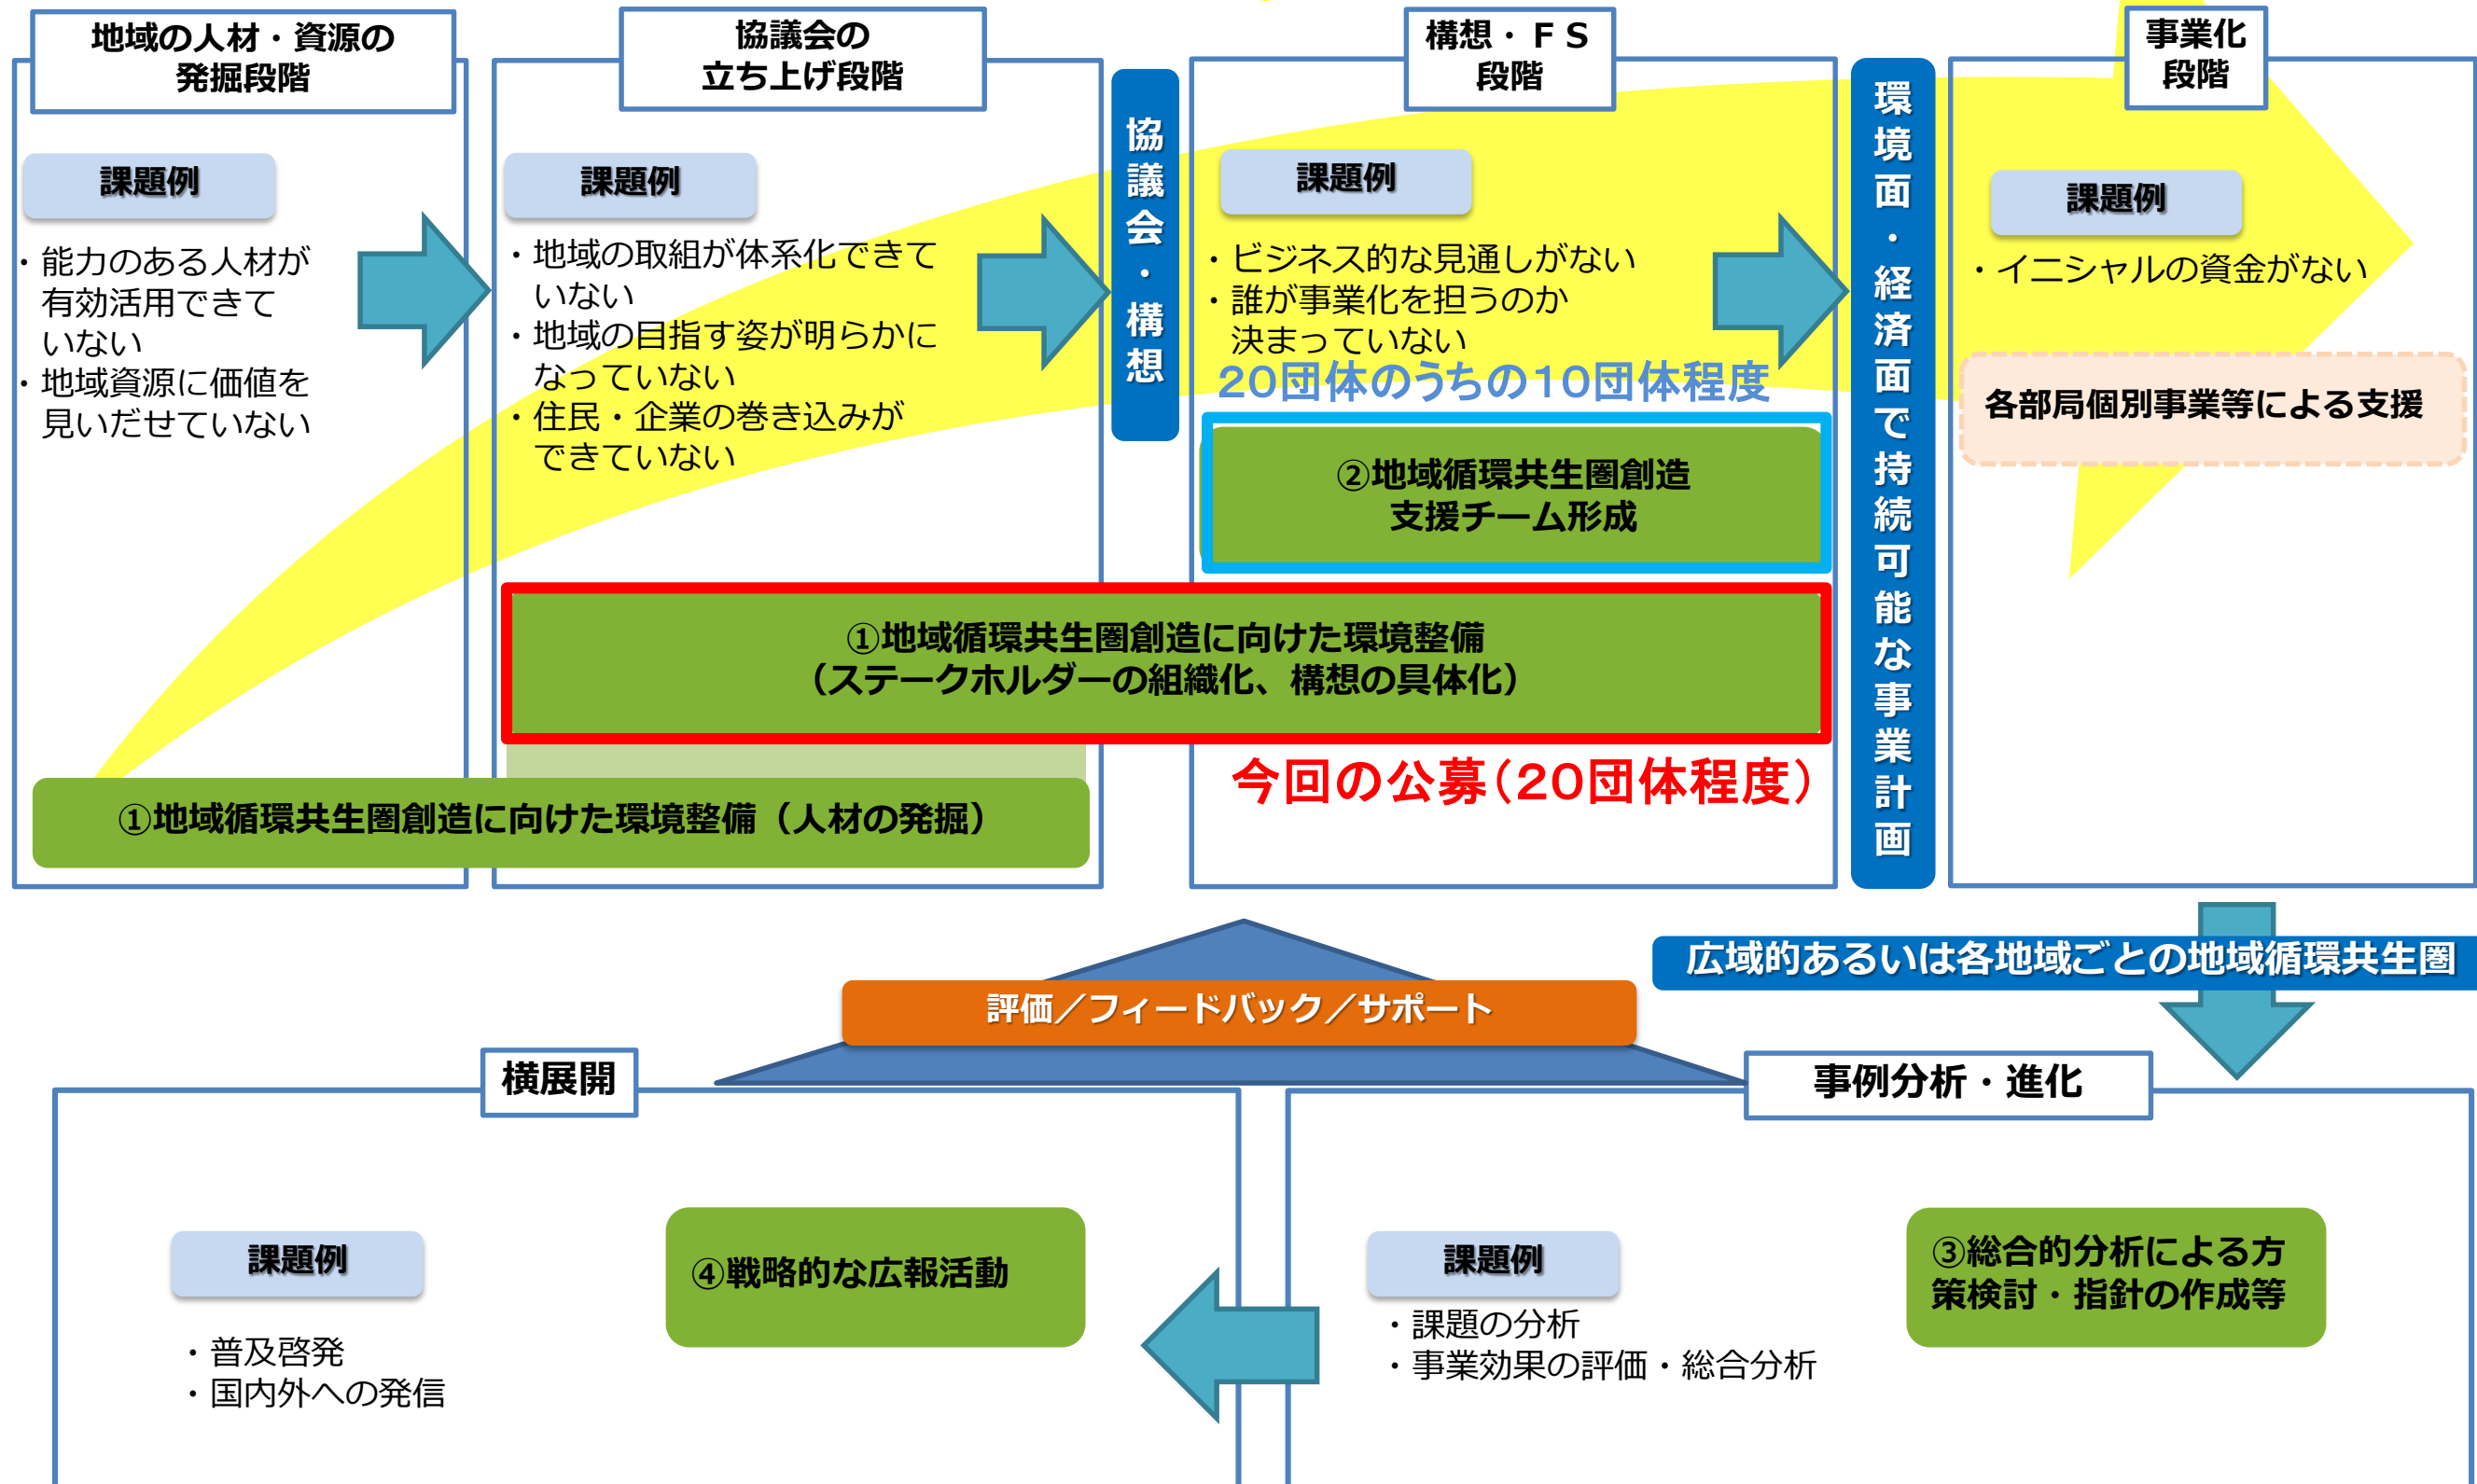 地域の人材・資源の
発掘段階
課題例
・能力のある人材が
有効活用できて
いない
・地域資源に価値を
見いだせていない
協議会の
立ち上げ段階
課題例
・地域の取組が体系化できて
いない
・地域の目指す姿が明らかに
なっていない
・住民・企業の巻き込みが
できていない
協議会・構想
構想・ＦＳ
段階
課題例
・ビジネス的な見通しがない
・誰が事業化を担うのか
決まっていない
20団体のうちの10団体程度
②地域循環共生圏創造
支援チーム形成
①地域循環共生圏創造に向けた環境整備
（ステークホルダーの組織化、構想の具体化）
今回の公募（20団体程度）
①地域循環共生圏創造に向けた環境整備（人材の発掘）
環境面・経済面で持続可能な事業計画
事業化
段階
課題例
・イニシャルの資金がない
各部局個別事業等による支援
広域的あるいは各地域ごとの地域循環共生圏
評価／フィードバック／サポート
事例分析・進化
課題例
・課題の分析
・事業効果の評価・総合分析
③総合的分析による方
策検討・指針の作成等
横展開
課題例
・普及啓発
・国内外への発信
④戦略的な広報活動